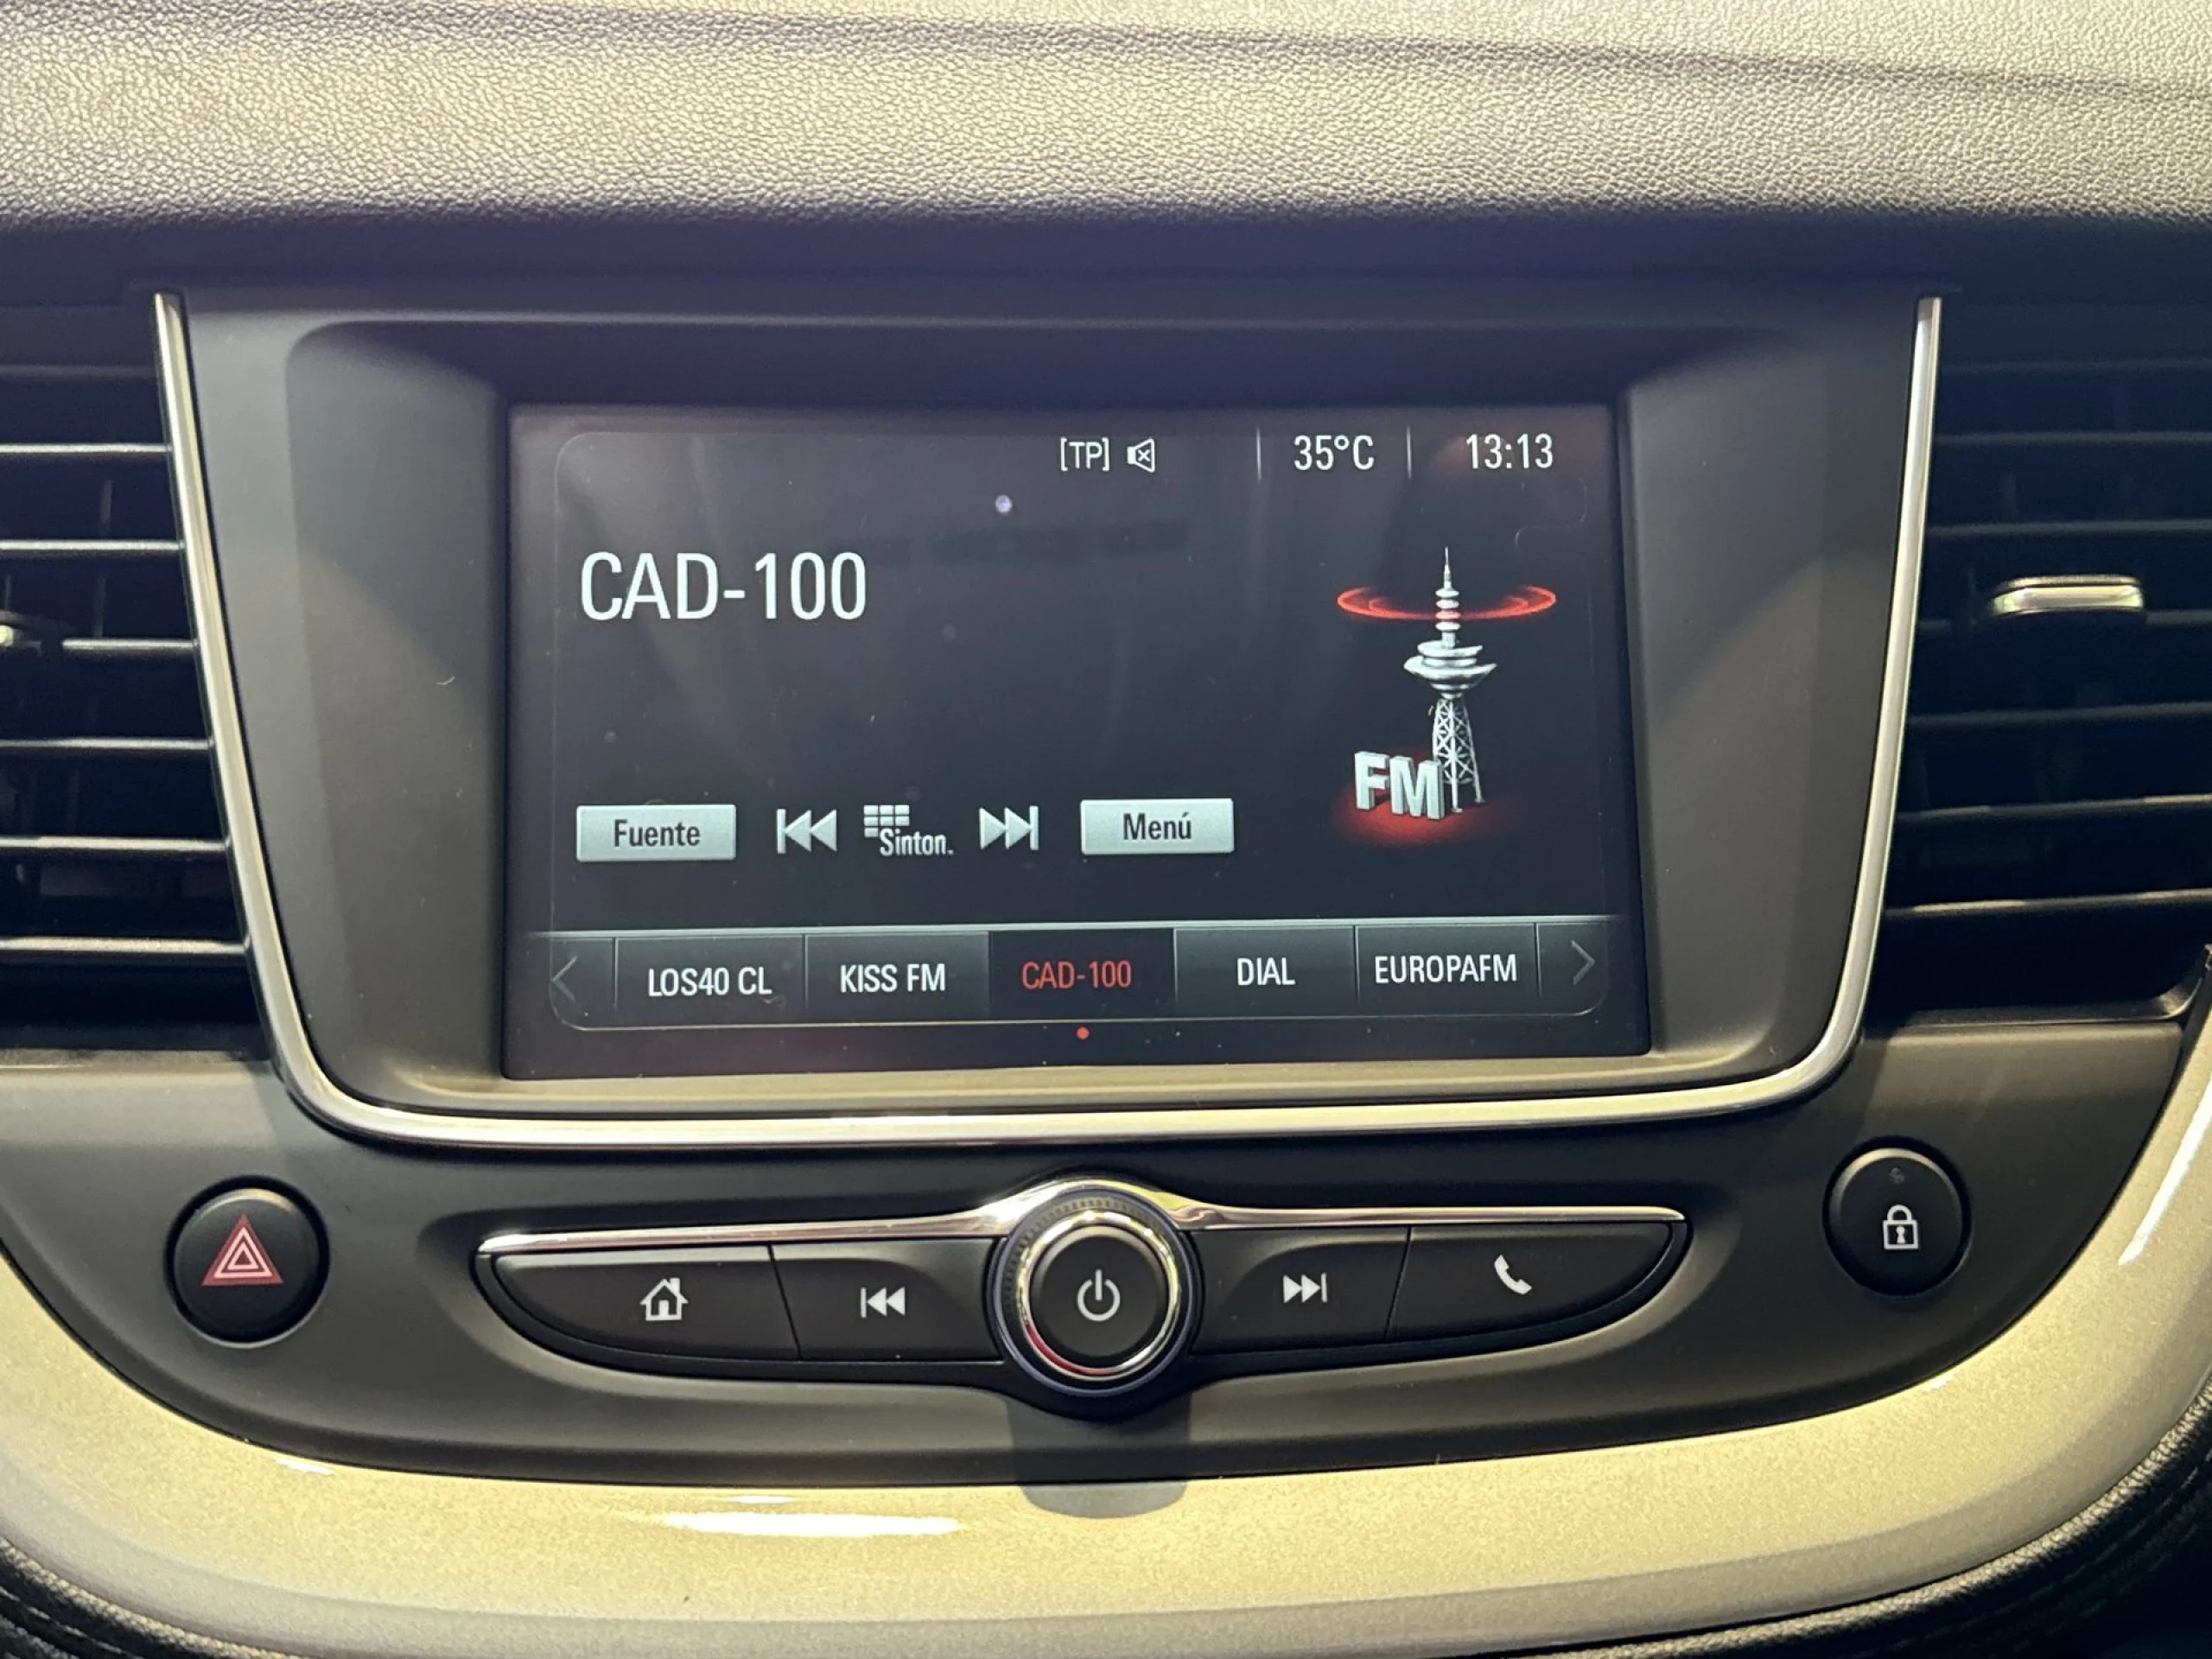 [TP] 35°C 13:13
CAD-100
FM
Fuente Sinton. Menú
LOS40 CL KISS FM CAD-100 DIAL EUROPAFM